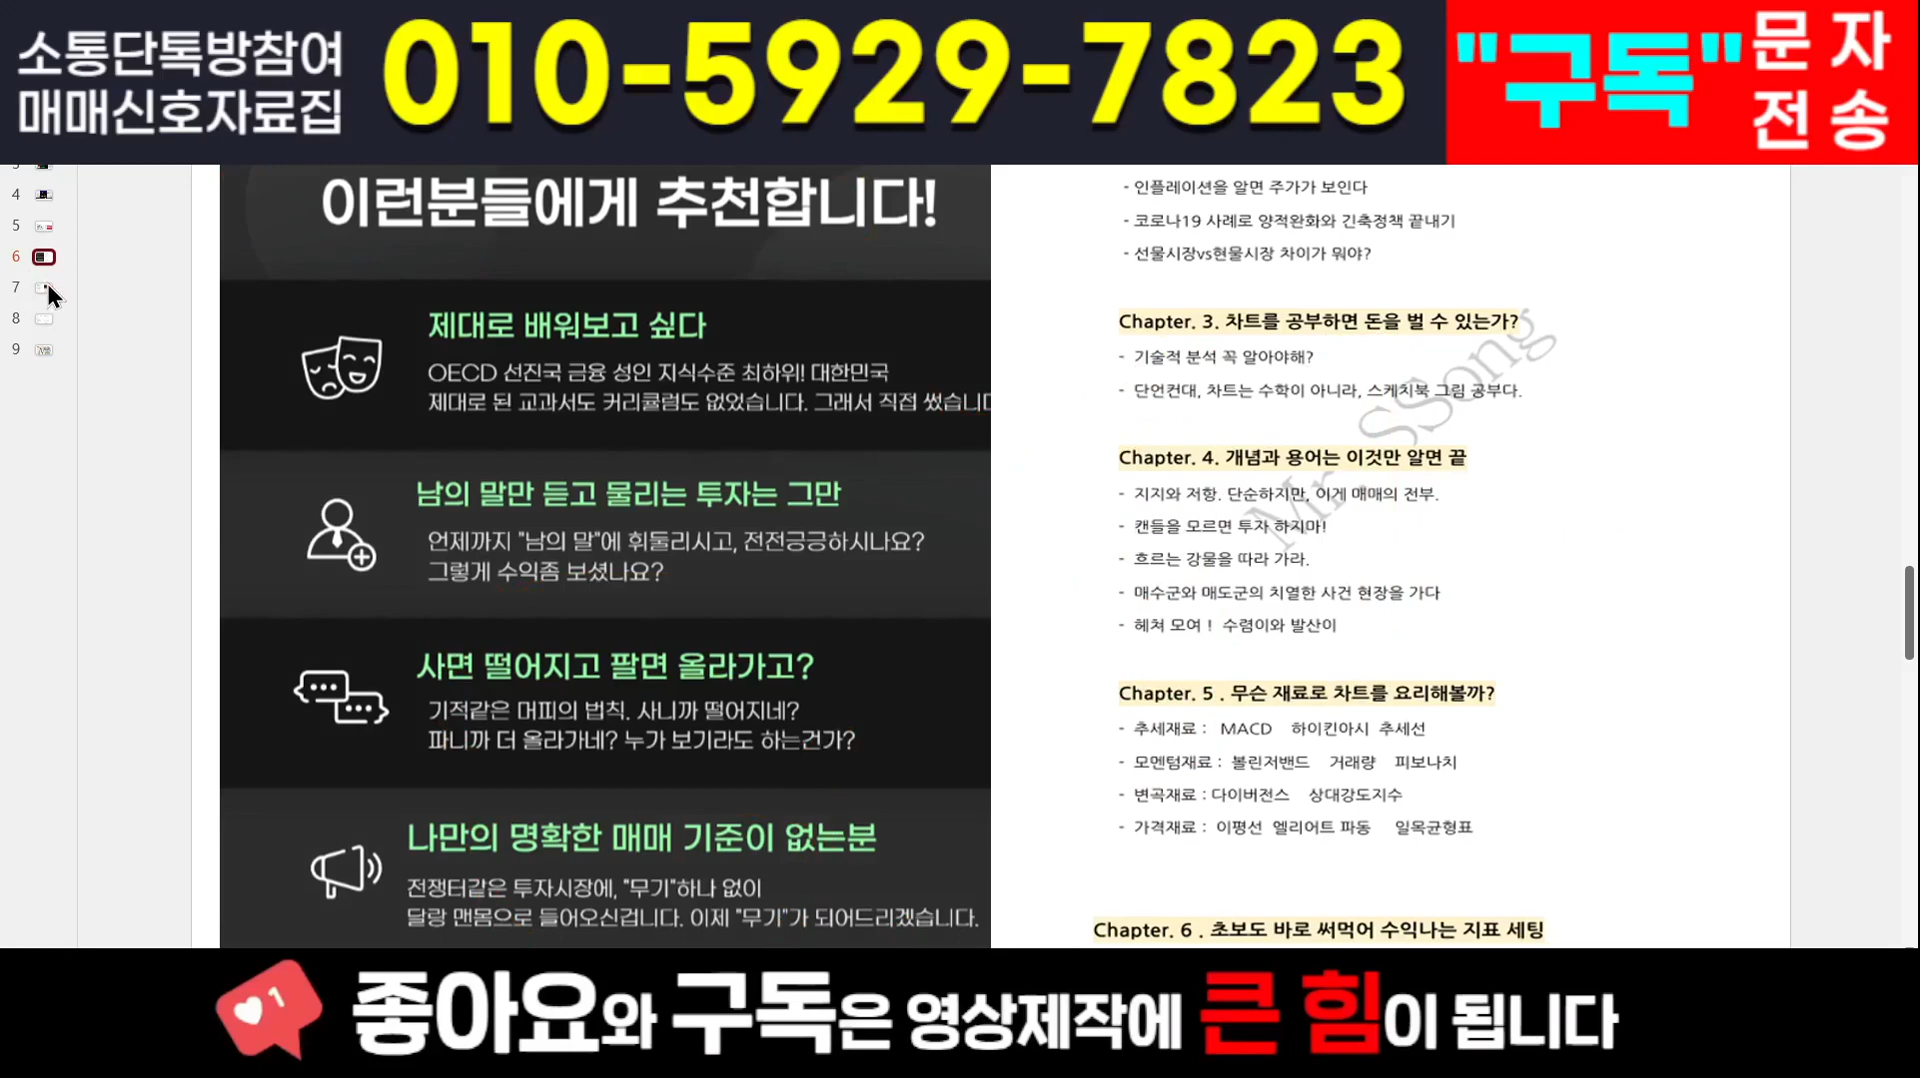 소통단톡방참여
매매신호자료집
010-5929-7823
"구독"
문 자
전 송
4
5
6
7
8
9
이런분들에게 추천합니다!
제대로 배워보고 싶다
OECD 선진국 금융 성인 지식수준 최하위! 대한민국
제대로 된 교과서도 커리큘럼도 없었습니다. 그래서 직접 썼습니다
남의 말만 듣고 물리는 투자는 그만
언제까지 "남의 말"에 휘둘리시고, 전전긍긍하시나요?
그렇게 수익좀 보셨나요?
사면 떨어지고 팔면 올라가고?
기적같은 머피의 법칙. 사니까 떨어지네?
파니까 더 올라가네? 누가 보기라도 하는건가?
나만의 명확한 매매 기준이 없는분
전쟁터같은 투자시장에, "무기"하나 없이
달랑 맨몸으로 들어오신겁니다. 이제 "무기"가 되어드리겠습니다.
- 인플레이션을 알면 주가가 보인다
- 코로나19 사례로 양적완화와 긴축정책 끝내기
- 선물시장vs현물시장 차이가 뭐야?
Chapter. 3. 차트를 공부하면 돈을 벌 수 있는가?
- 기술적 분석 꼭 알아야해?
- 단언컨대, 차트는 수학이 아니라, 스케치북 그림 공부다.
Chapter. 4. 개념과 용어는 이것만 알면 끝
- 지지와 저항. 단순하지만, 이게 매매의 전부.
- 캔들을 모르면 투자 하지마!
- 흐르는 강물을 따라 가라.
- 매수군와 매도군의 치열한 사건 현장을 가다
- 헤쳐 모여 ! 수렴이와 발산이
Chapter. 5 . 무슨 재료로 차트를 요리해볼까?
- 추세재료 : MACD 하이킨아시 추세선
- 모멘텀재료 : 볼린저밴드 거래량 피보나치
- 변곡재료 : 다이버전스 상대강도지수
- 가격재료 : 이평선 엘리어트 파동 일목균형표
Chapter. 6 . 초보도 바로 써먹어 수익나는 지표 세팅
Mr. SSong
1
좋아요와 구독은 영상제작에 큰 힘이 됩니다